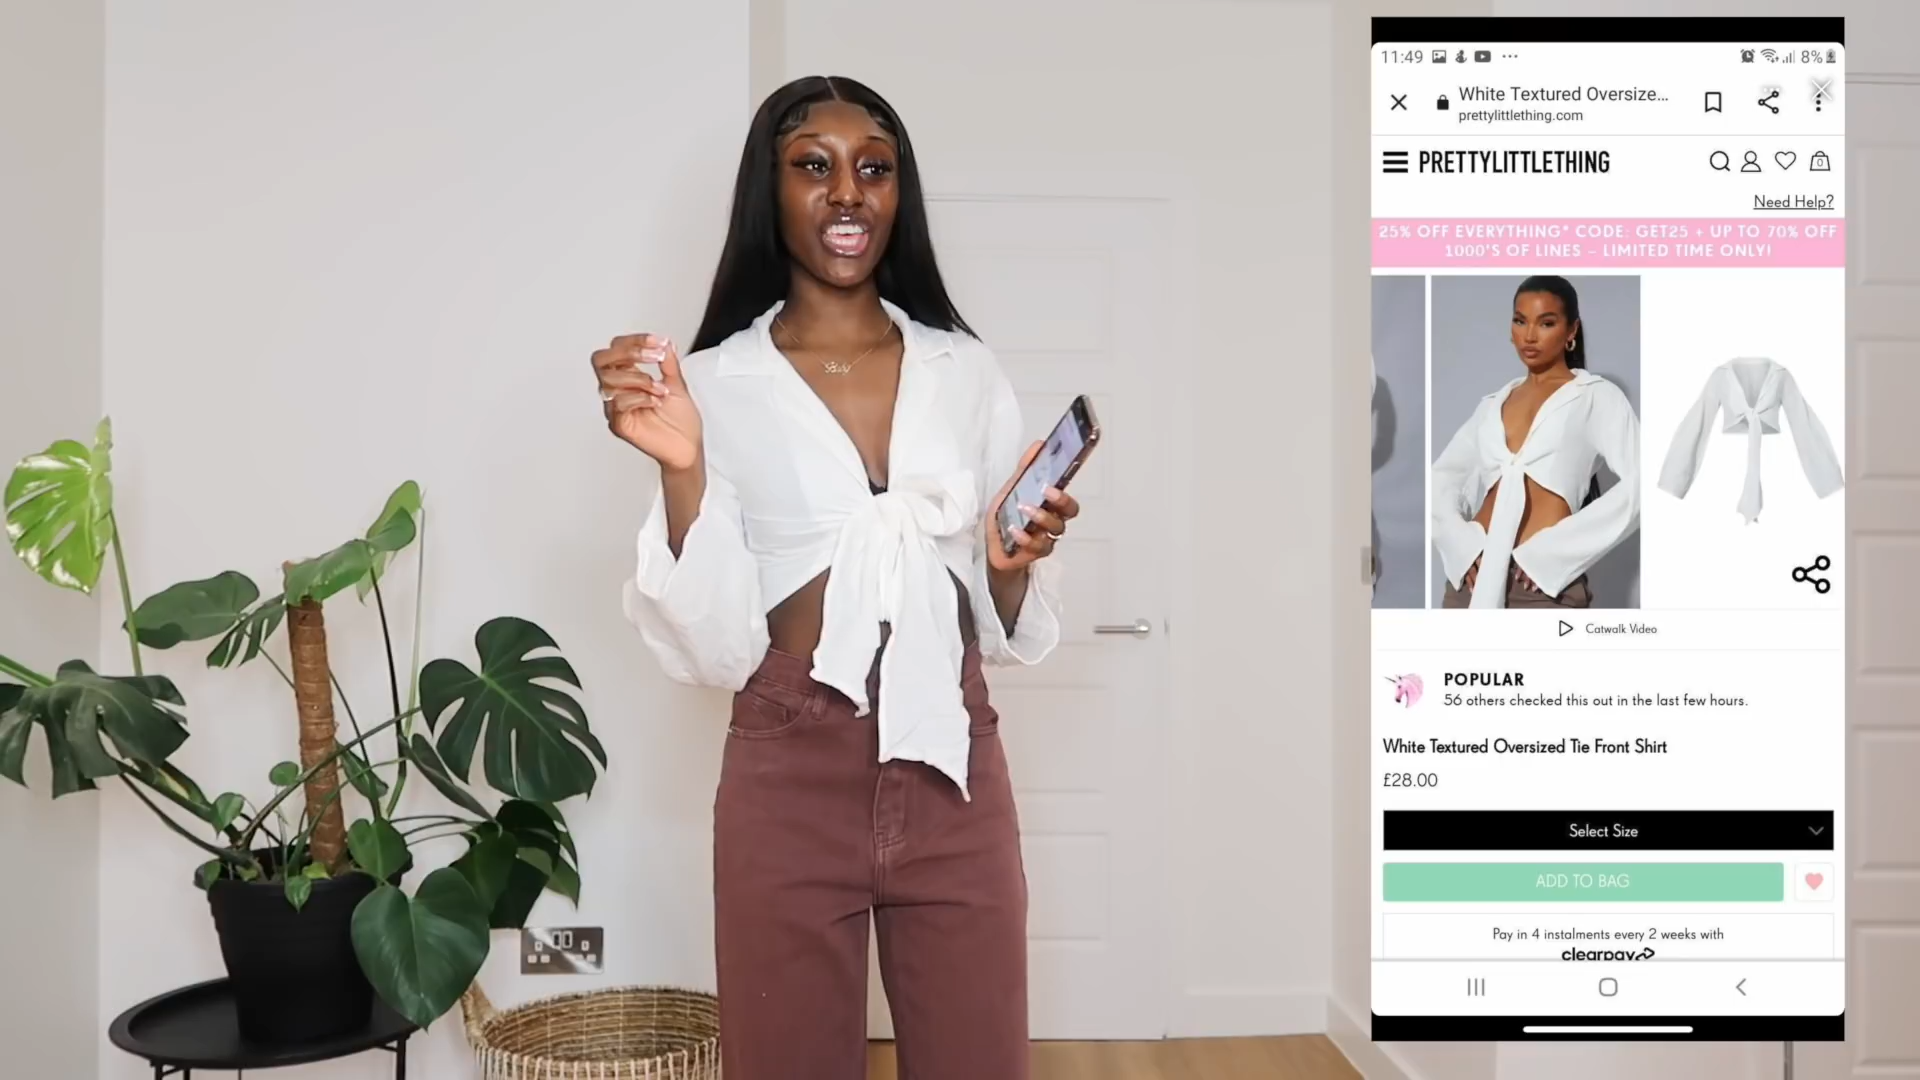 11:49
8%
White Textured Oversize...
prettylittlething.com
PRETTYLITTLETHING
0
Need Help?
25% OFF EVERYTHING* CODE: GET25 + UP TO 70% OFF
1000'S OF LINES – LIMITED TIME ONLY!
Catwalk Video
POPULAR
56 others checked this out in the last few hours.
White Textured Oversized Tie Front Shirt
£28.00
Select Size
ADD TO BAG
Pay in 4 instalments every 2 weeks with
clearpay